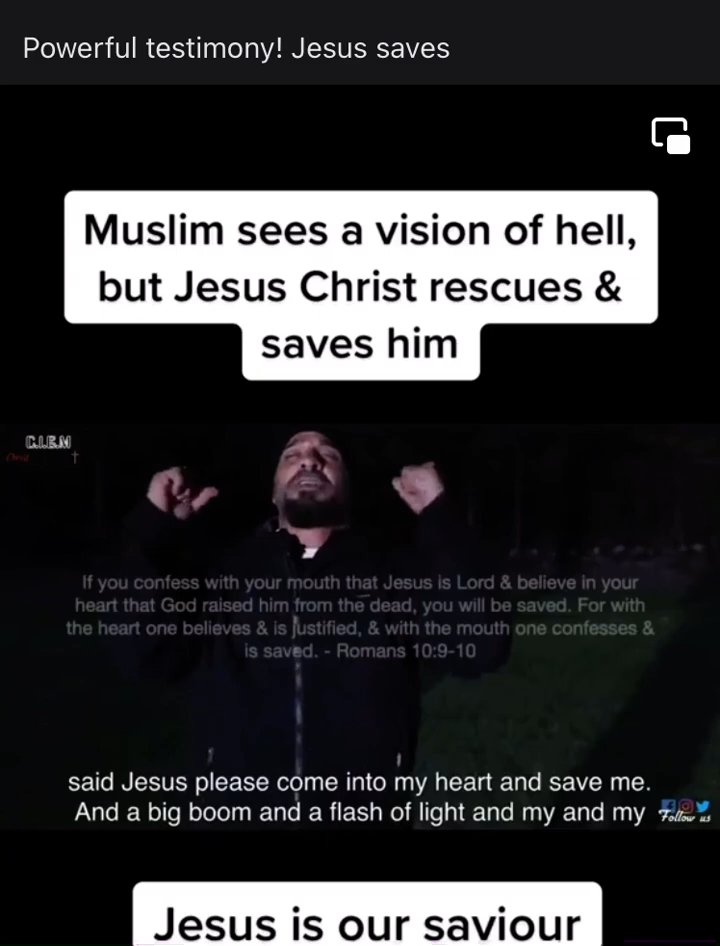 Powerful testimony! Jesus saves
Muslim sees a vision of hell,
but Jesus Christ rescues &
saves him
C.I.E.M
Christ
If you confess with your mouth that Jesus is Lord & believe in your
heart that God raised him from the dead, you will be saved. For with
the heart one believes & is justified, & with the mouth one confesses &
is saved. - Romans 10:9-10
said Jesus please come into my heart and save me.
And a big boom and a flash of light and my and my
Follow us
Jesus is our saviour